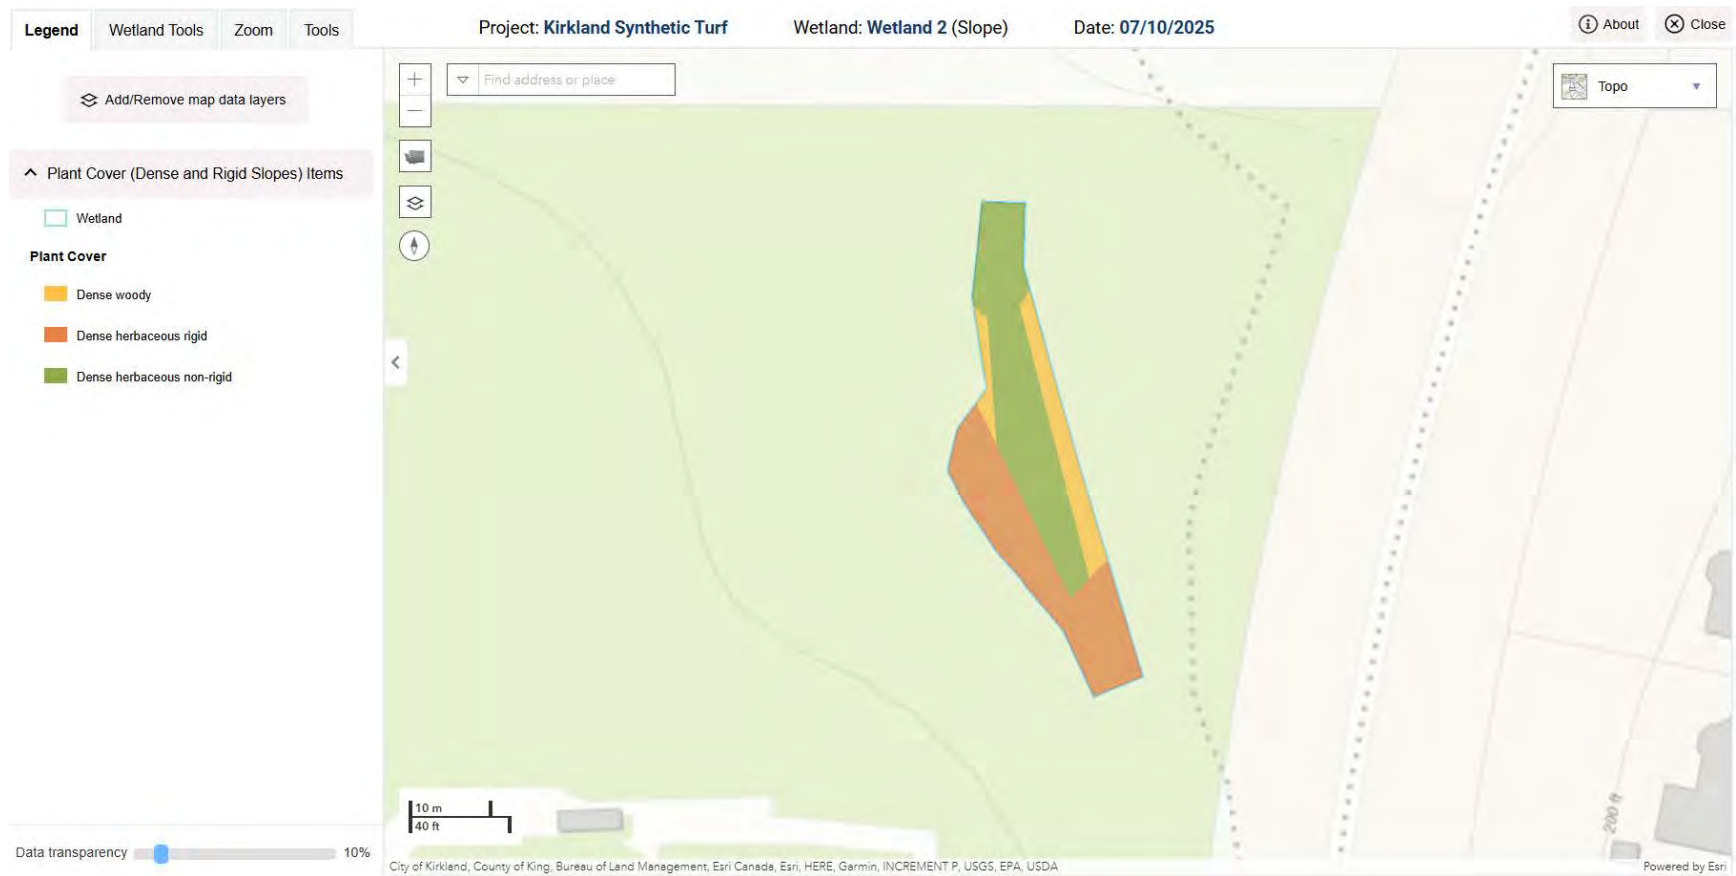 Legend
Wetland Tools
Zoom
Tools
Project: Kirkland Synthetic Turf
Wetland: Wetland 2 (Slope)
Date: 07/10/2025
About
Close
Add/Remove map data layers
Find address or place
Topo
Plant Cover (Dense and Rigid Slopes) Items
Wetland
Plant Cover
Dense woody
Dense herbaceous rigid
Dense herbaceous non-rigid
10 m
40 ft
200 ft
Data transparency
10%
City of Kirkland, County of King, Bureau of Land Management, Esri Canada, Esri, HERE, Garmin, INCREMENT P, USGS, EPA, USDA
Powered by Esri